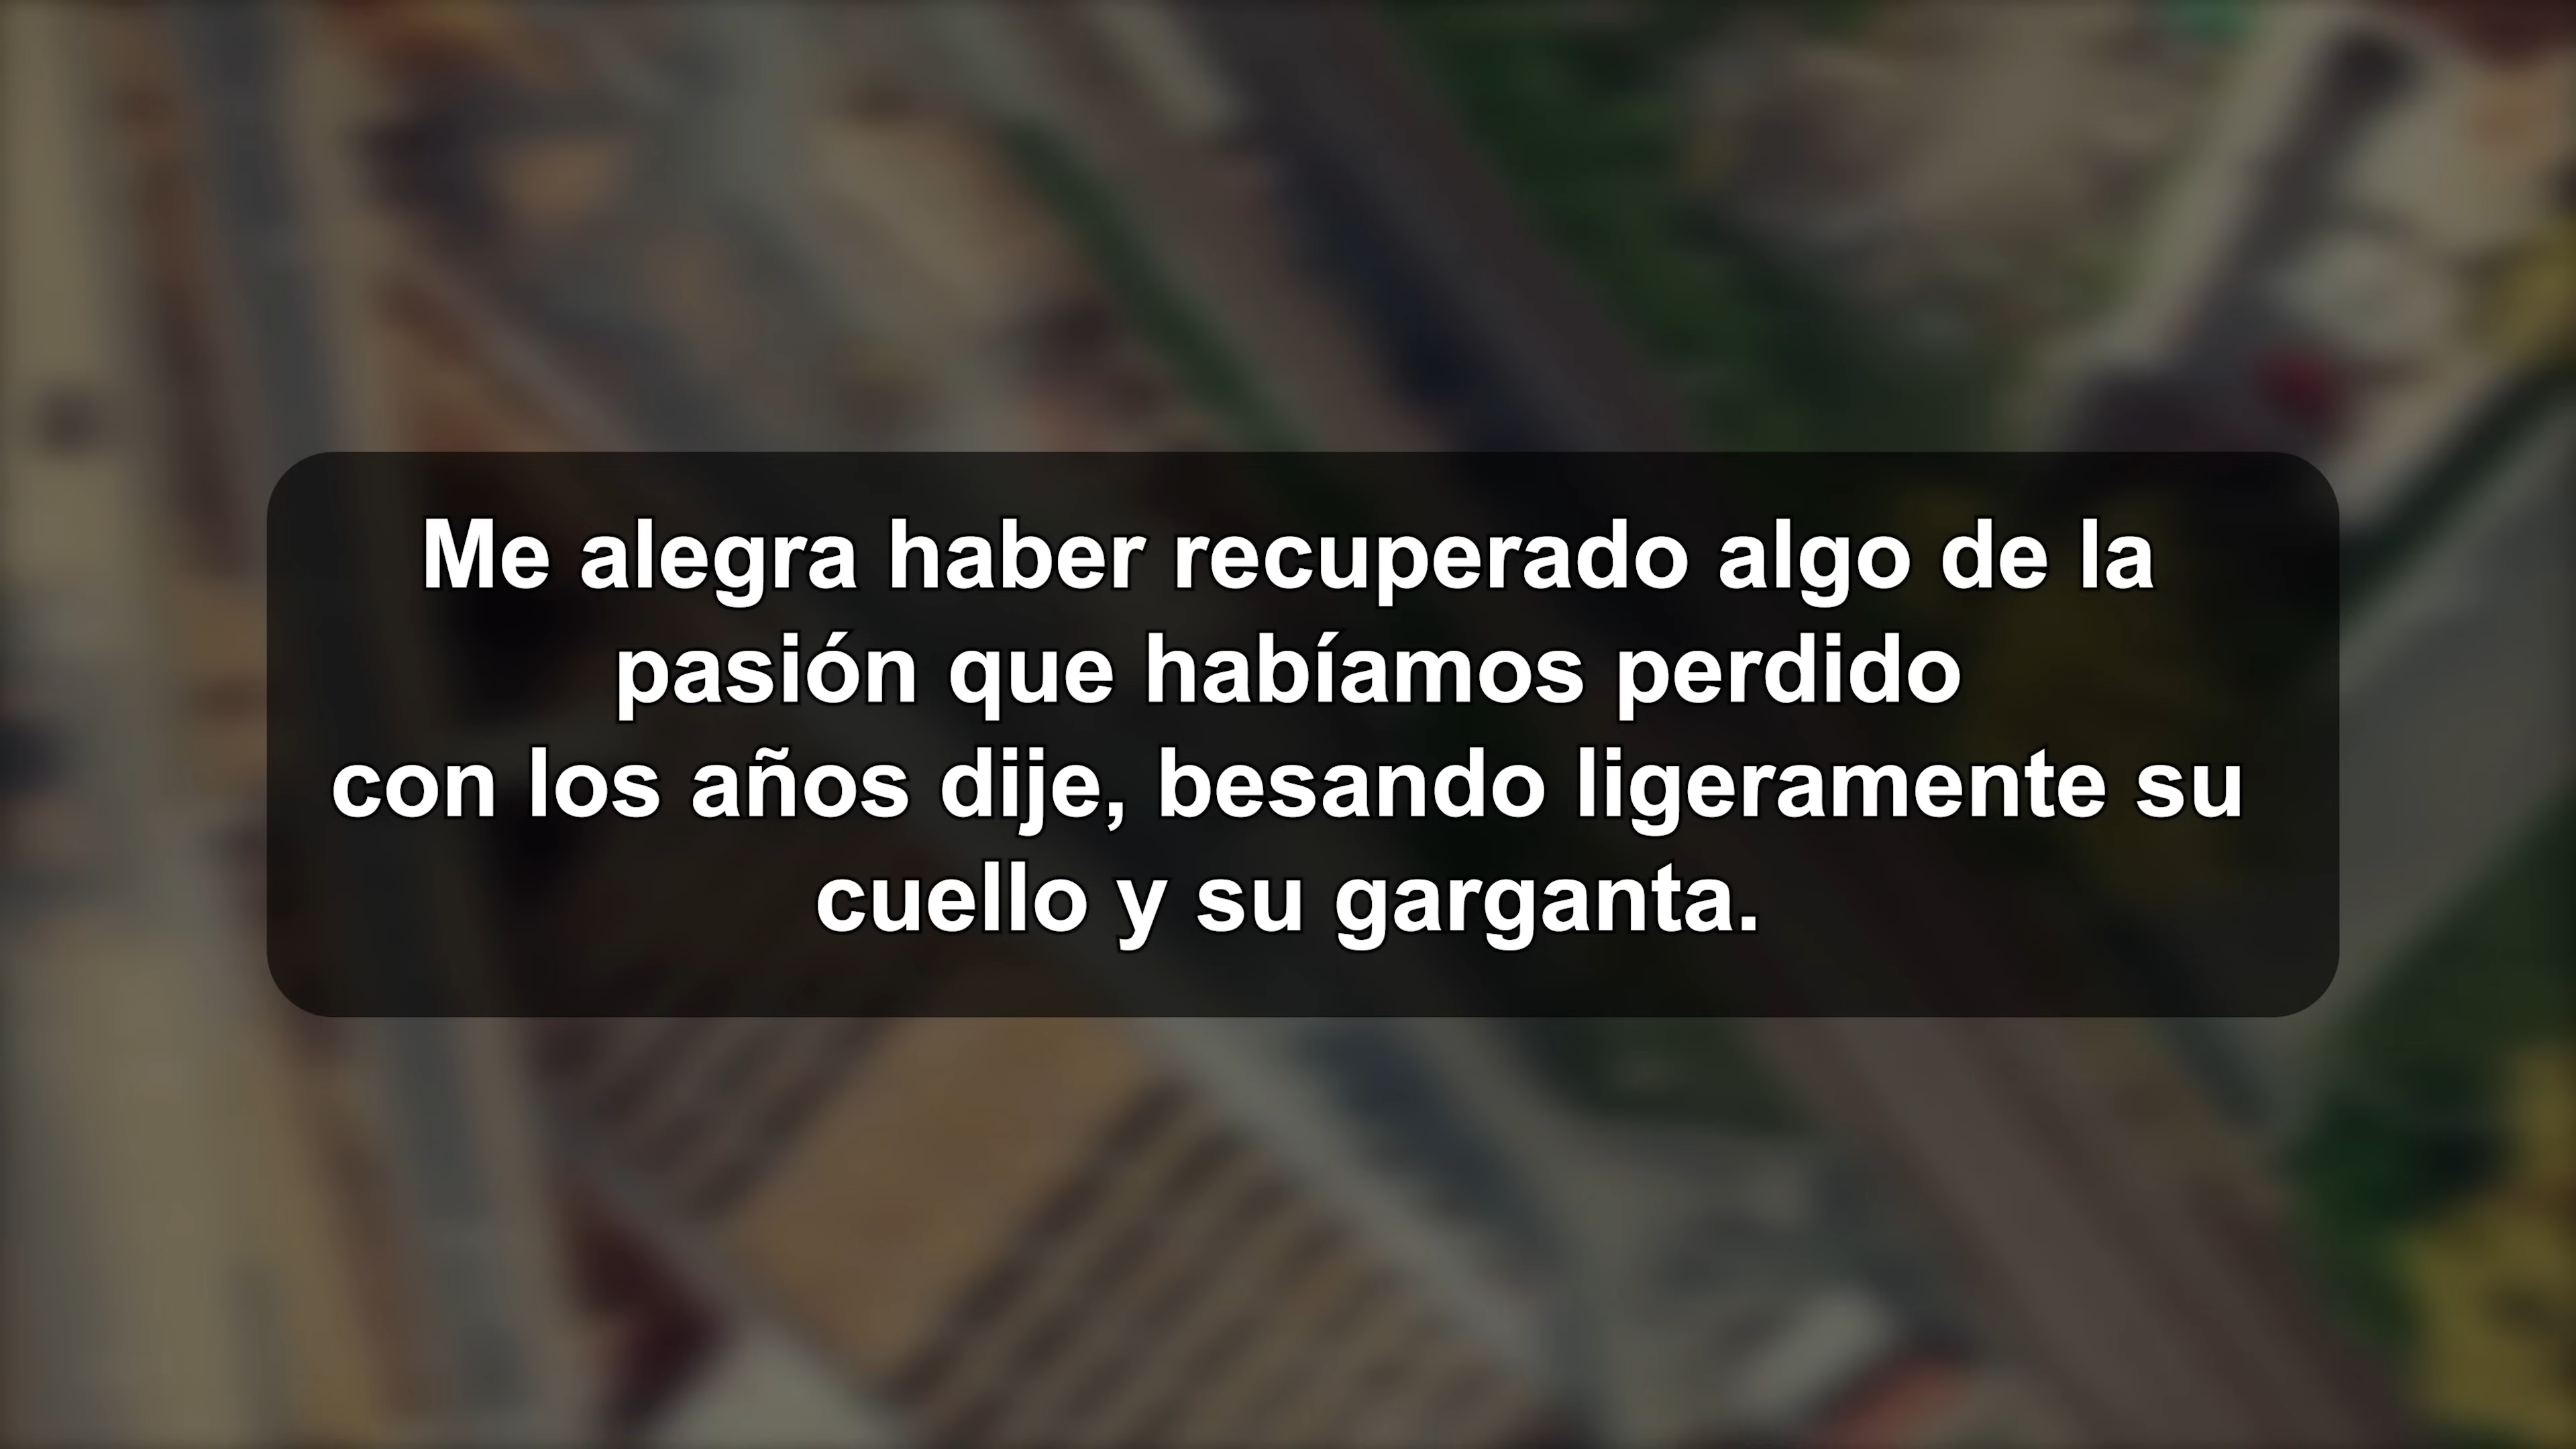 Me alegra haber recuperado algo de la
pasión que habíamos perdido
con los años dije, besando ligeramente su
cuello y su garganta.